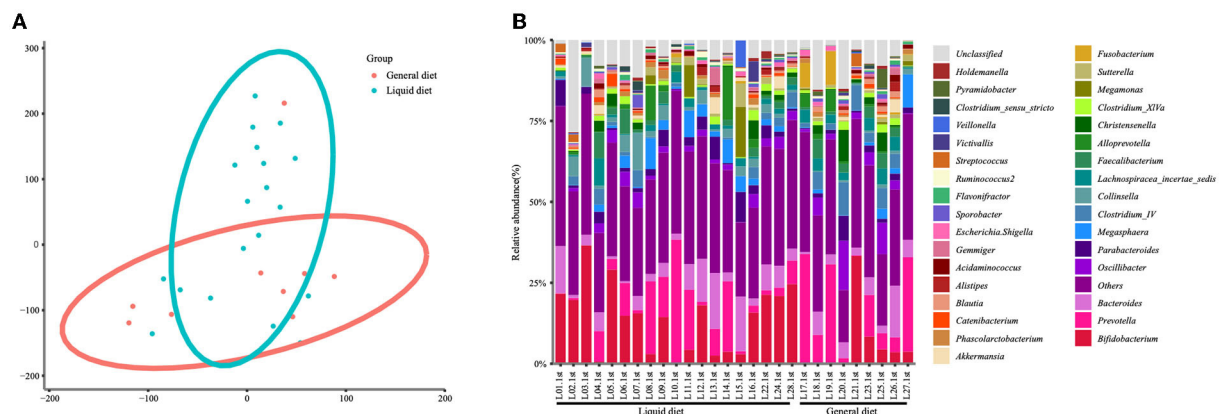 A
300
200
100
0
−100
−200
−200
−100
0
100
200
Group
General diet
Liquid diet
B
Relative abundance(%)
100%
75%
50%
25%
0%
L01.1st
L02.1st
L03.1st
L04.1st
L05.1st
L06.1st
L07.1st
L08.1st
L09.1st
L10.1st
L11.1st
L12.1st
L13.1st
L14.1st
L15.1st
L16.1st
L22.1st
L24.1st
L28.1st
L17.1st
L18.1st
L19.1st
L20.1st
L21.1st
L23.1st
L25.1st
L26.1st
L27.1st
Liquid diet
General diet
Unclassified
Holdemanella
Pyramidobacter
Clostridium_sensu_stricto
Veillonella
Victivallis
Streptococcus
Ruminococcus2
Flavonifractor
Sporobacter
Escherichia.Shigella
Gemmiger
Acidaminococcus
Alistipes
Blautia
Catenibacterium
Phascolarctobacterium
Akkermansia
Fusobacterium
Sutterella
Megamonas
Clostridium_XlVa
Christensenella
Alloprevotella
Faecalibacterium
Lachnospiracea_incertae_sedis
Collinsella
Clostridium_IV
Megasphaera
Parabacteroides
Oscillibacter
Others
Bacteroides
Prevotella
Bifidobacterium